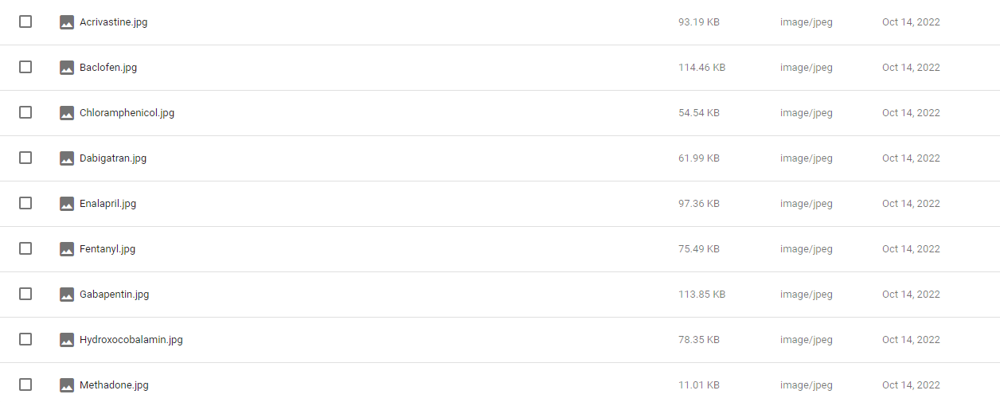 Acrivastine.jpg 93.19 KB image/jpeg Oct 14, 2022
Baclofen.jpg 114.46 KB image/jpeg Oct 14, 2022
Chloramphenicol.jpg 54.54 KB image/jpeg Oct 14, 2022
Dabigatran.jpg 61.99 KB image/jpeg Oct 14, 2022
Enalapril.jpg 97.36 KB image/jpeg Oct 14, 2022
Fentanyl.jpg 75.49 KB image/jpeg Oct 14, 2022
Gabapentin.jpg 113.85 KB image/jpeg Oct 14, 2022
Hydroxocobalamin.jpg 78.35 KB image/jpeg Oct 14, 2022
Methadone.jpg 11.01 KB image/jpeg Oct 14, 2022